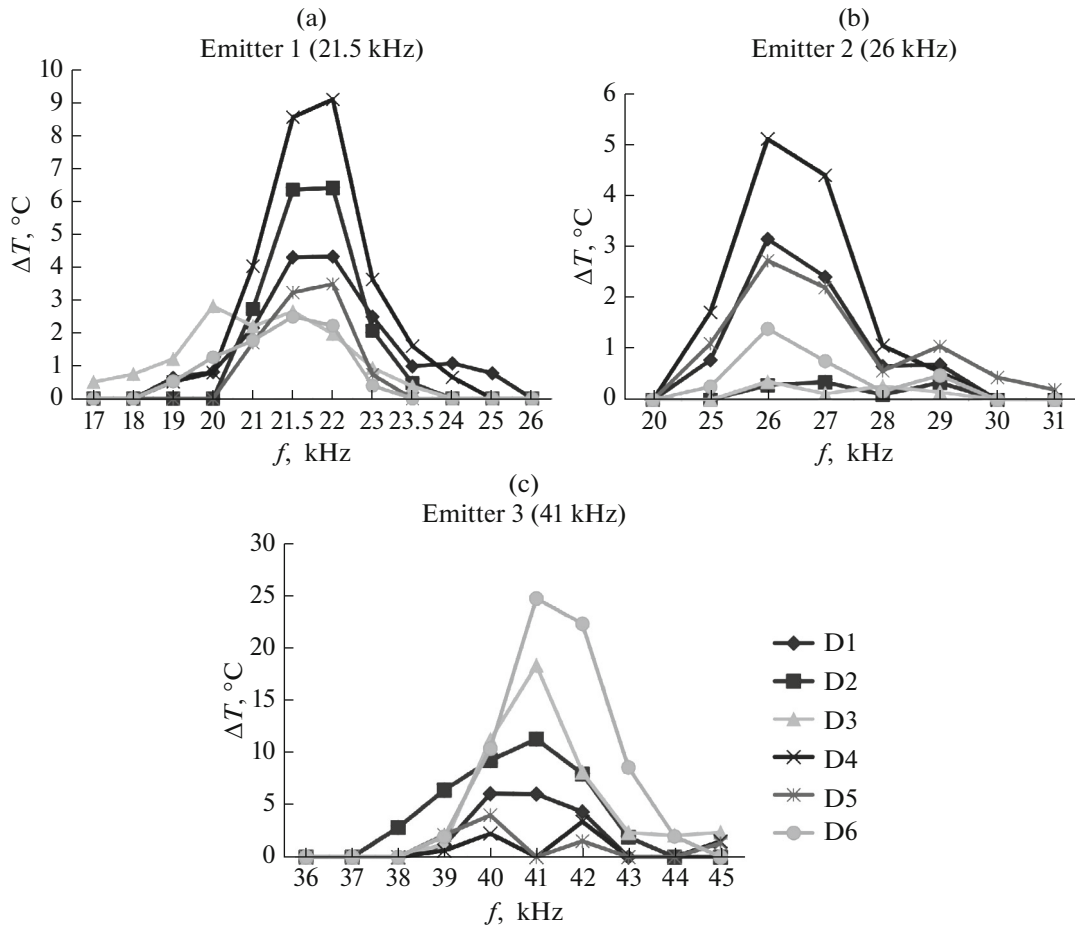 (a)
Emitter 1 (21.5 kHz)
10
9
8
7
6
5
4
3
2
1
0
ΔT, °C
17 18 19 20 21 21.5 22 23 23.5 24 25 26
f, kHz
(b)
Emitter 2 (26 kHz)
6
5
4
3
2
1
0
ΔT, °C
20 25 26 27 28 29 30 31
f, kHz
(c)
Emitter 3 (41 kHz)
30
25
20
15
10
5
0
ΔT, °C
36 37 38 39 40 41 42 43 44 45
f, kHz
D1
D2
D3
D4
D5
D6